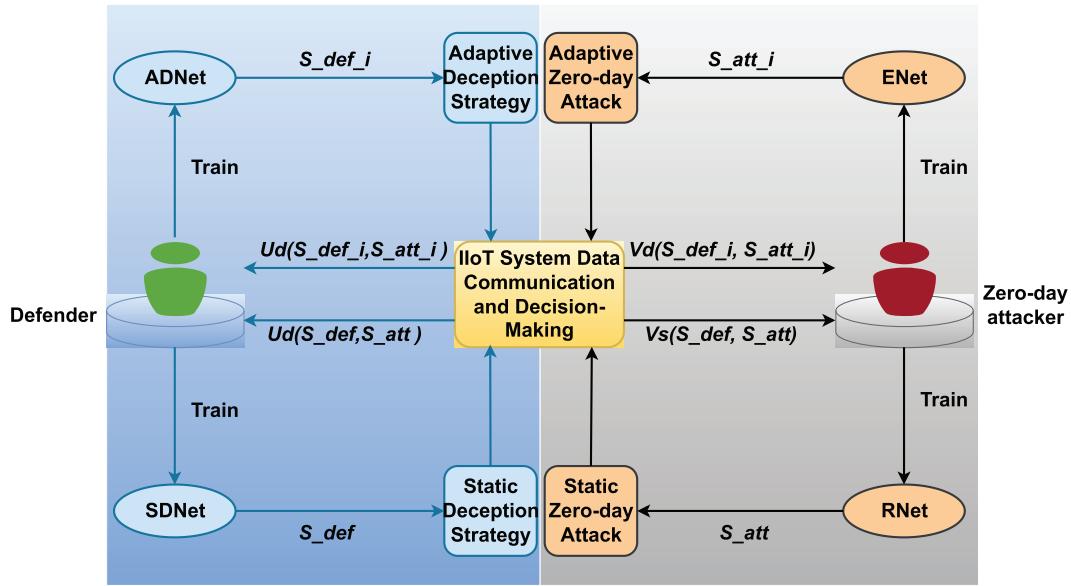 ADNet
S_def_i
Adaptive
Deception
Strategy
Adaptive
Zero-day
Attack
S_att_i
ENet
Train
Train
Ud(S_def_i,S_att_i )
IIoT System Data
Communication
and Decision-
Making
Vd(S_def_i, S_att_i)
Defender
Ud(S_def,S_att )
Vs(S_def, S_att)
Zero-day
attacker
Train
Train
SDNet
S_def
Static
Deception
Strategy
Static
Zero-day
Attack
S_att
RNet